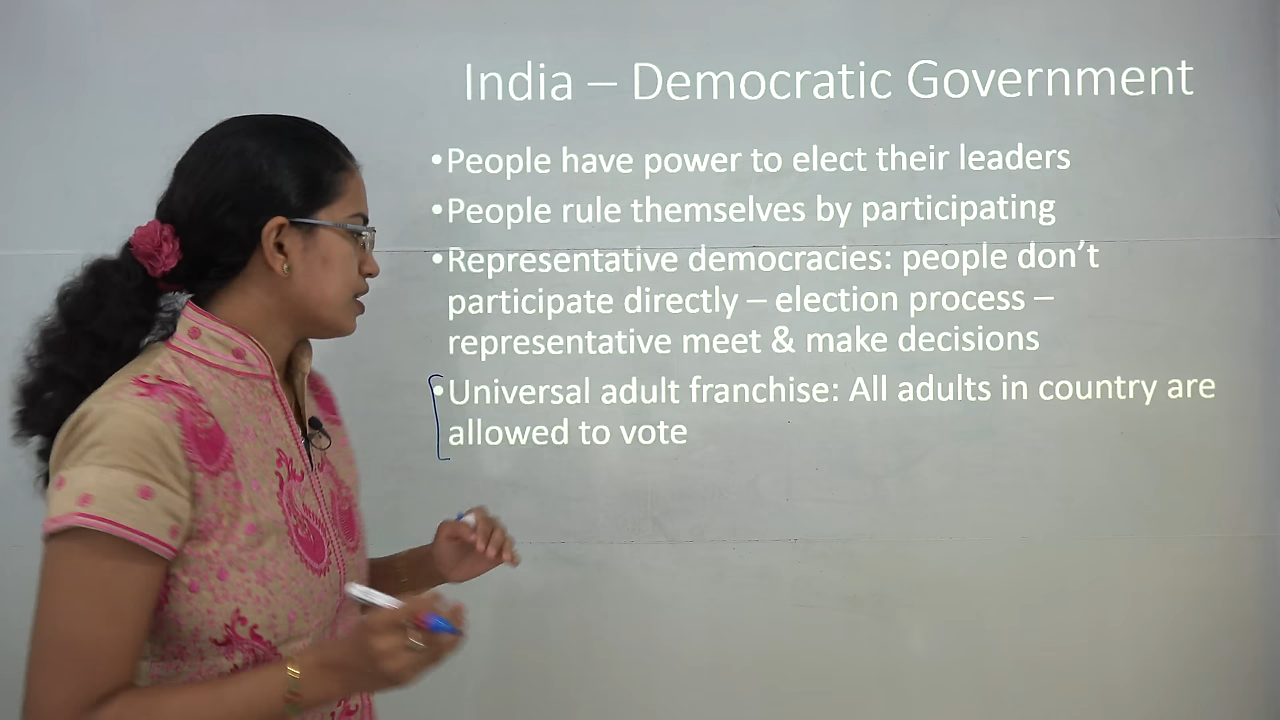 India – Democratic Government
•People have power to elect their leaders
•People rule themselves by participating
•Representative democracies: people don’t
participate directly – election process –
representative meet & make decisions
•Universal adult franchise: All adults in country are
allowed to vote